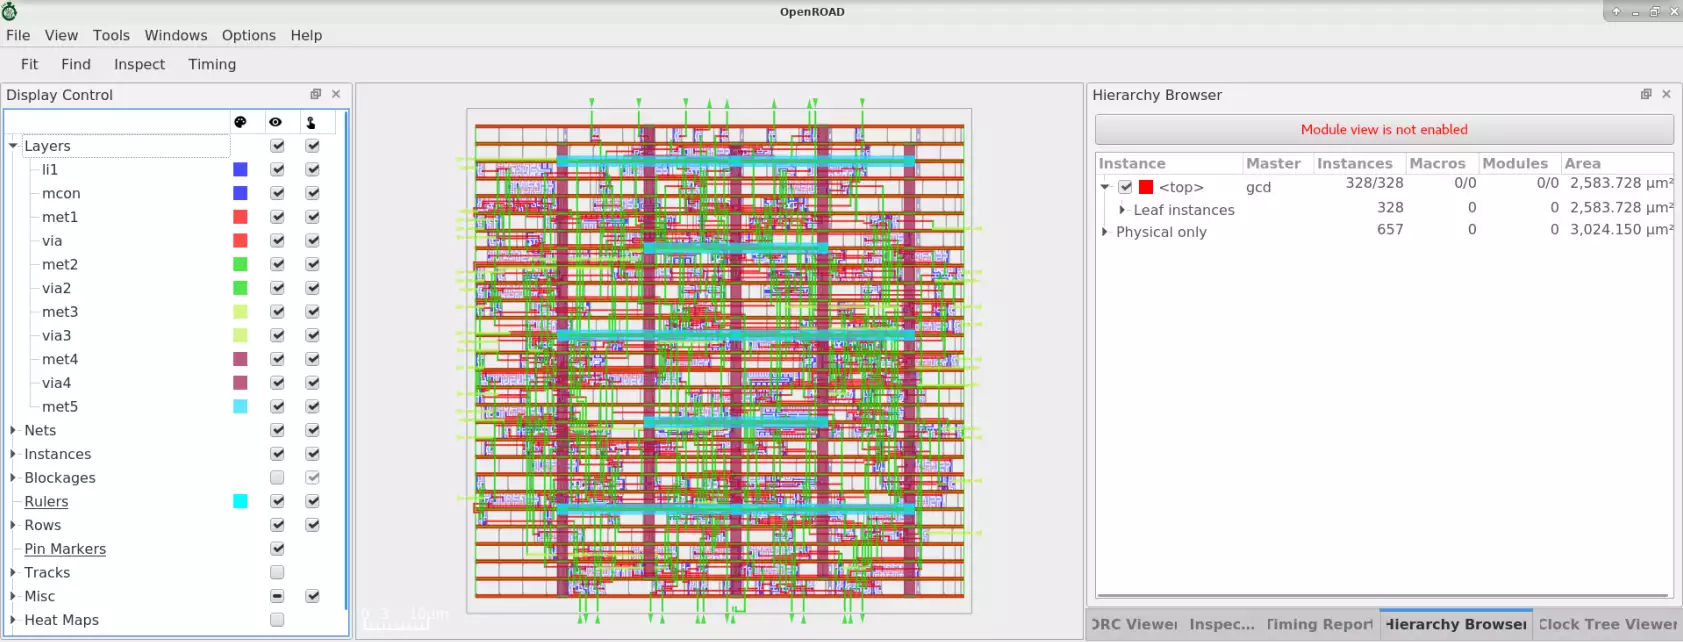 OpenROAD
File View Tools Windows Options Help
Fit Find Inspect Timing
Display Control
Layers
li1
mcon
met1
via
met2
via2
met3
via3
met4
via4
met5
Nets
Instances
Blockages
Rulers
Rows
Pin Markers
Tracks
Misc
Heat Maps
0 3 10μm
Hierarchy Browser
Module view is not enabled
Instance Master Instances Macros Modules Area
<top> gcd 328/328 0/0 0/0 2,583.728 μm²
Leaf instances 328 0 0 2,583.728 μm²
Physical only 657 0 0 3,024.150 μm²
DRC Viewer Inspec... Timing Report Hierarchy Browser Clock Tree Viewer